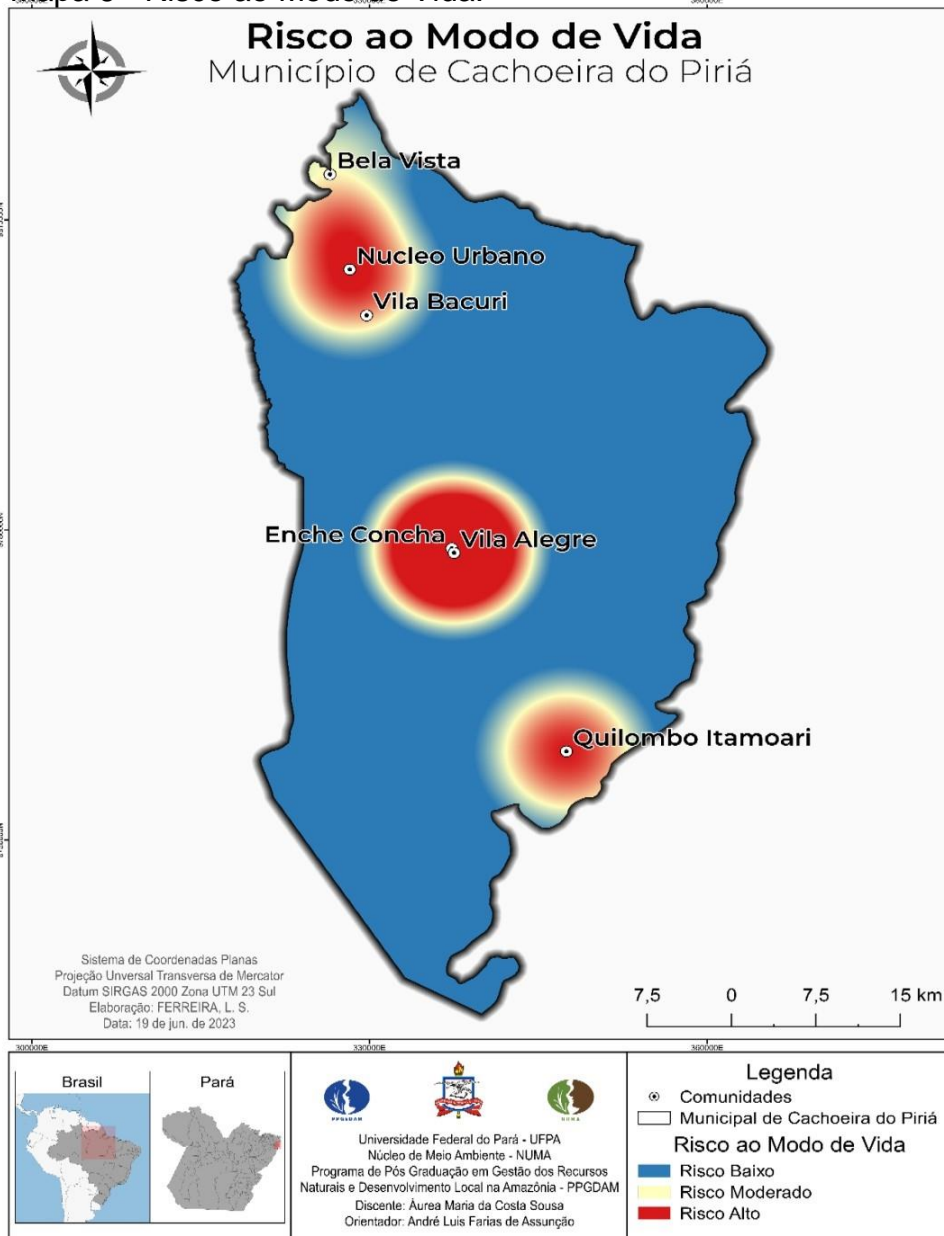 Risco ao Modo de Vida
Município de Cachoeira do Piriá
Bela Vista
Nucleo Urbano
Vila Bacuri
Enche Concha
Vila Alegre
Quilombo Itamoari
Sistema de Coordenadas Planas
Projeção Unversal Transversa de Mercator
Datum SIRGAS 2000 Zona UTM 23 Sul
Elaboração: FERREIRA, L. S.
Data: 19 de jun. de 2023
7,5 0 7,5 15 km
300000E 330000E 360000E
Brasil
Pará
PPGEDAM
NUMA
Universidade Federal do Pará - UFPA
Núcleo de Meio Ambiente - NUMA
Programa de Pós Graduação em Gestão dos Recursos
Naturais e Desenvolvimento Local na Amazônia - PPGDAM
Discente: Áurea Maria da Costa Sousa
Orientador: André Luis Farias de Assunção
Legenda
Comunidades
Municipal de Cachoeira do Piriá
Risco ao Modo de Vida
Risco Baixo
Risco Moderado
Risco Alto